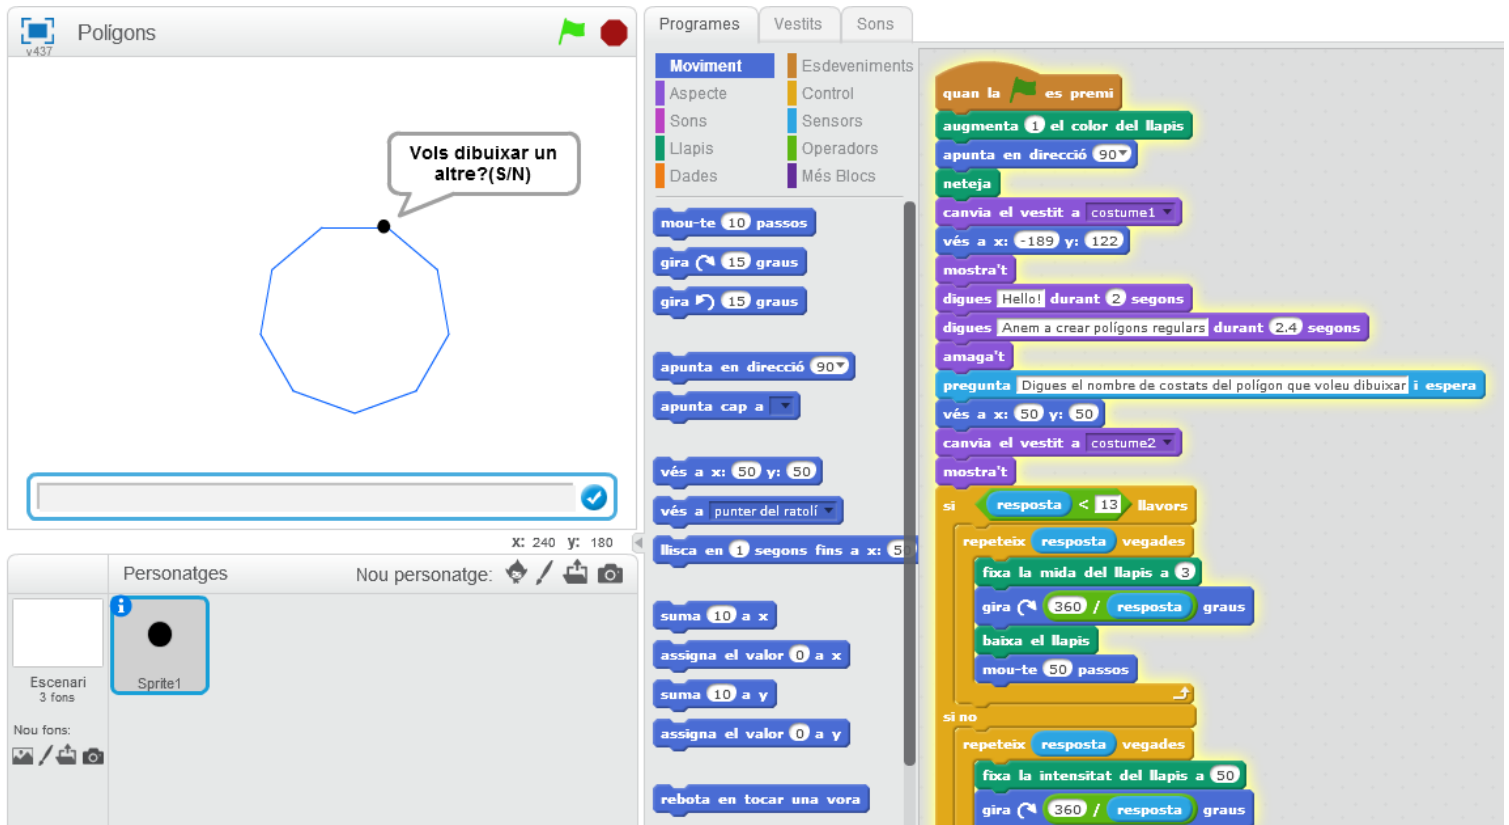 Polígons
v437
Vols dibuixar un
altre?(S/N)
x: 240 y: 180
Personatges
Nou personatge:
Escenari
3 fons
Nou fons:
Sprite1
Programes
Vestits
Sons
Moviment
Esdeveniments
Aspecte
Control
Sons
Sensors
Llapis
Operadors
Dades
Més Blocs
mou-te 10 passos
gira 15 graus
gira 15 graus
apunta en direcció 90
apunta cap a
vés a x: 50 y: 50
vés a punter del ratolí
llisca en 1 segons fins a x: 50
suma 10 a x
assigna el valor 0 a x
suma 10 a y
assigna el valor 0 a y
rebota en tocar una vora
quan la es premi
augmenta 1 el color del llapis
apunta en direcció 90
neteja
canvia el vestit a costume1
vés a x: -189 y: 122
mostra't
digues Hello! durant 2 segons
digues Anem a crear polígons regulars durant 2.4 segons
amaga't
pregunta Digues el nombre de costats del polígon que voleu dibuixar i espera
vés a x: 50 y: 50
canvia el vestit a costume2
mostra't
si resposta < 13 llavors
repeteix resposta vegades
fixa la mida del llapis a 3
gira 360 / resposta graus
baixa el llapis
mou-te 50 passos
si no
repeteix resposta vegades
fixa la intensitat del llapis a 50
gira 360 / resposta graus